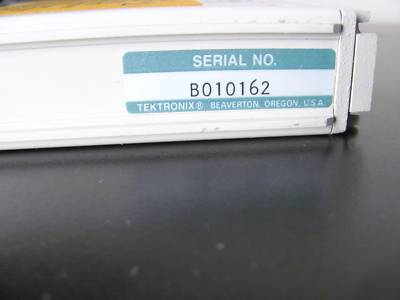 SERIAL NO.
B010162
TEKTRONIX® BEAVERTON, OREGON, U.S.A.